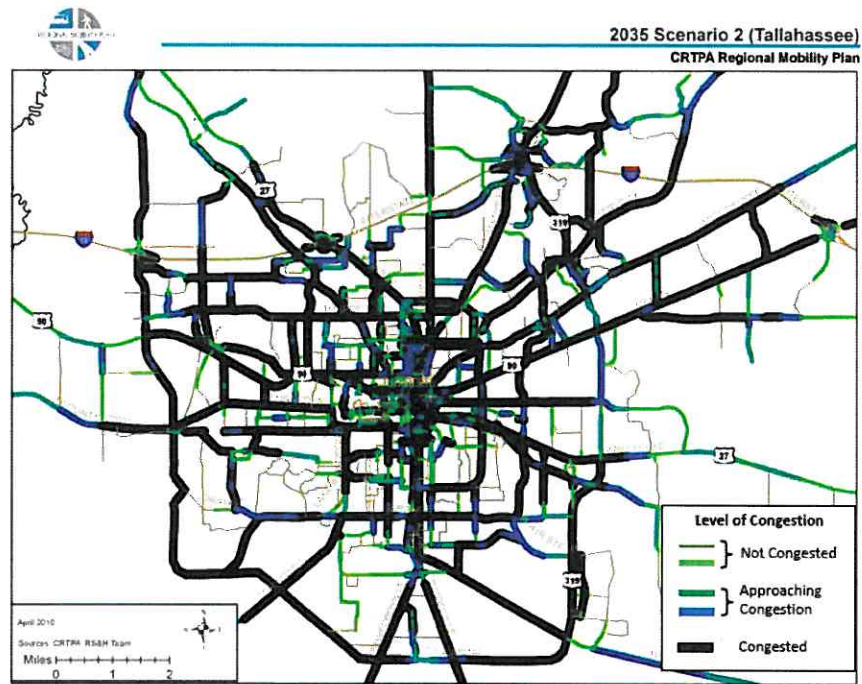 2035 Scenario 2 (Tallahassee)
CRTPA Regional Mobility Plan
27
319
90
90
90
27
319
Level of Congestion
Not Congested
Approaching
Congestion
Congested
April 2010
Sources: CRTPA, RS&H Team
Miles
0 1 2